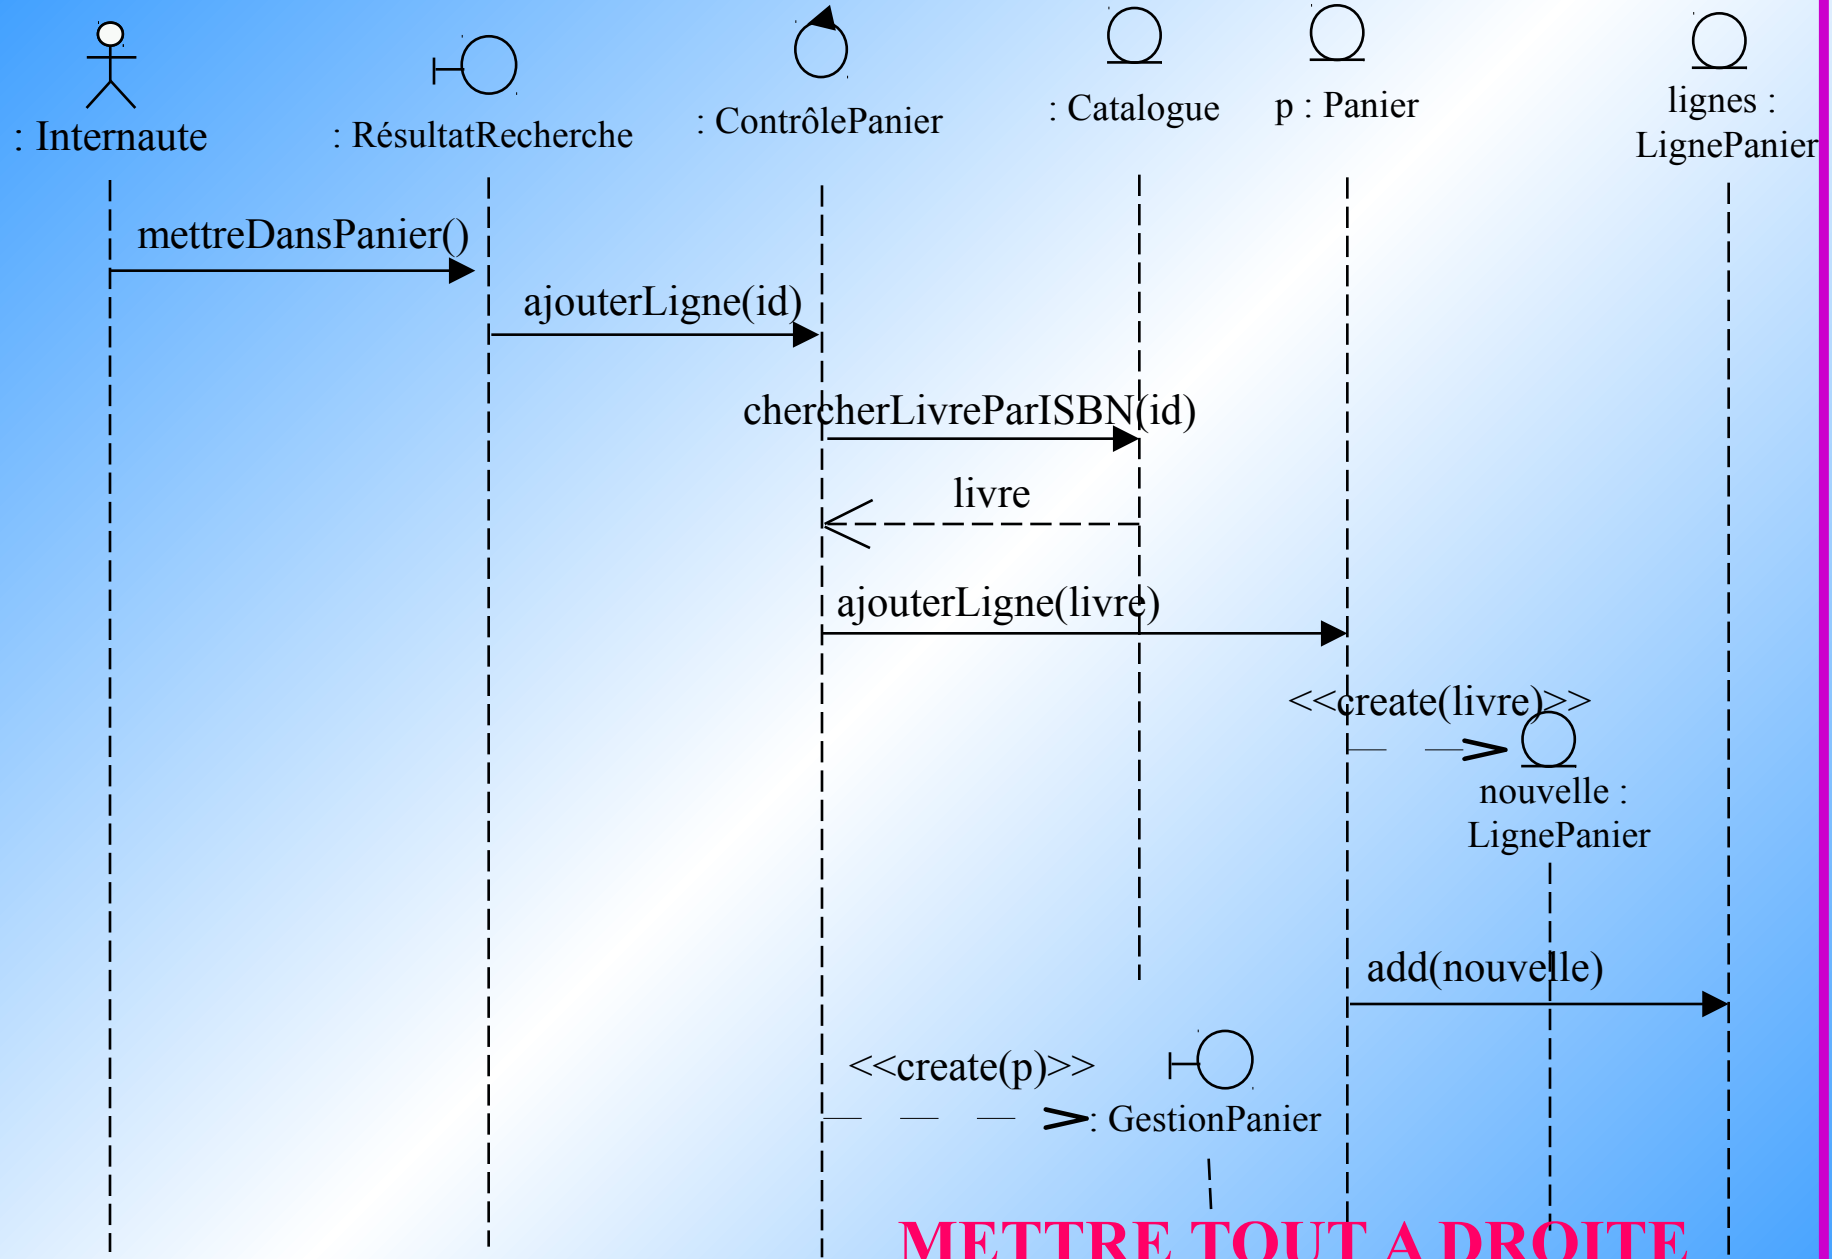 : Internaute
: RésultatRecherche
: ContrôlePanier
: Catalogue
p : Panier
lignes :
LignePanier
mettreDansPanier()
ajouterLigne(id)
chercherLivreParISBN(id)
livre
ajouterLigne(livre)
<<create(livre)>>
nouvelle :
LignePanier
add(nouvelle)
<<create(p)>>
: GestionPanier
METTRE TOUT A DROITE